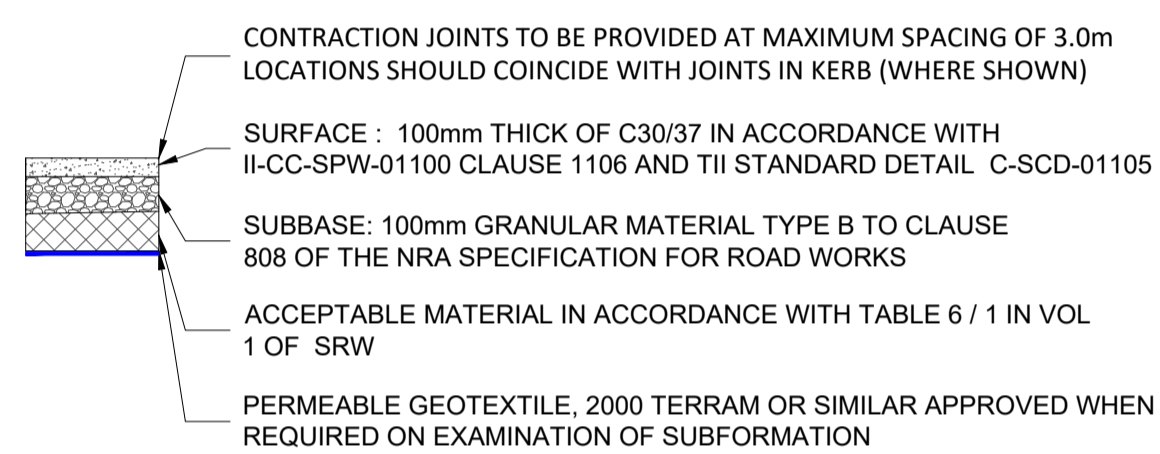 CONTRACTION JOINTS TO BE PROVIDED AT MAXIMUM SPACING OF 3.0m
LOCATIONS SHOULD COINCIDE WITH JOINTS IN KERB (WHERE SHOWN)
SURFACE : 100mm THICK OF C30/37 IN ACCORDANCE WITH
II-CC-SPW-01100 CLAUSE 1106 AND TII STANDARD DETAIL C-SCD-01105
SUBBASE: 100mm GRANULAR MATERIAL TYPE B TO CLAUSE
808 OF THE NRA SPECIFICATION FOR ROAD WORKS
ACCEPTABLE MATERIAL IN ACCORDANCE WITH TABLE 6 / 1 IN VOL
1 OF SRW
PERMEABLE GEOTEXTILE, 2000 TERRAM OR SIMILAR APPROVED WHEN
REQUIRED ON EXAMINATION OF SUBFORMATION